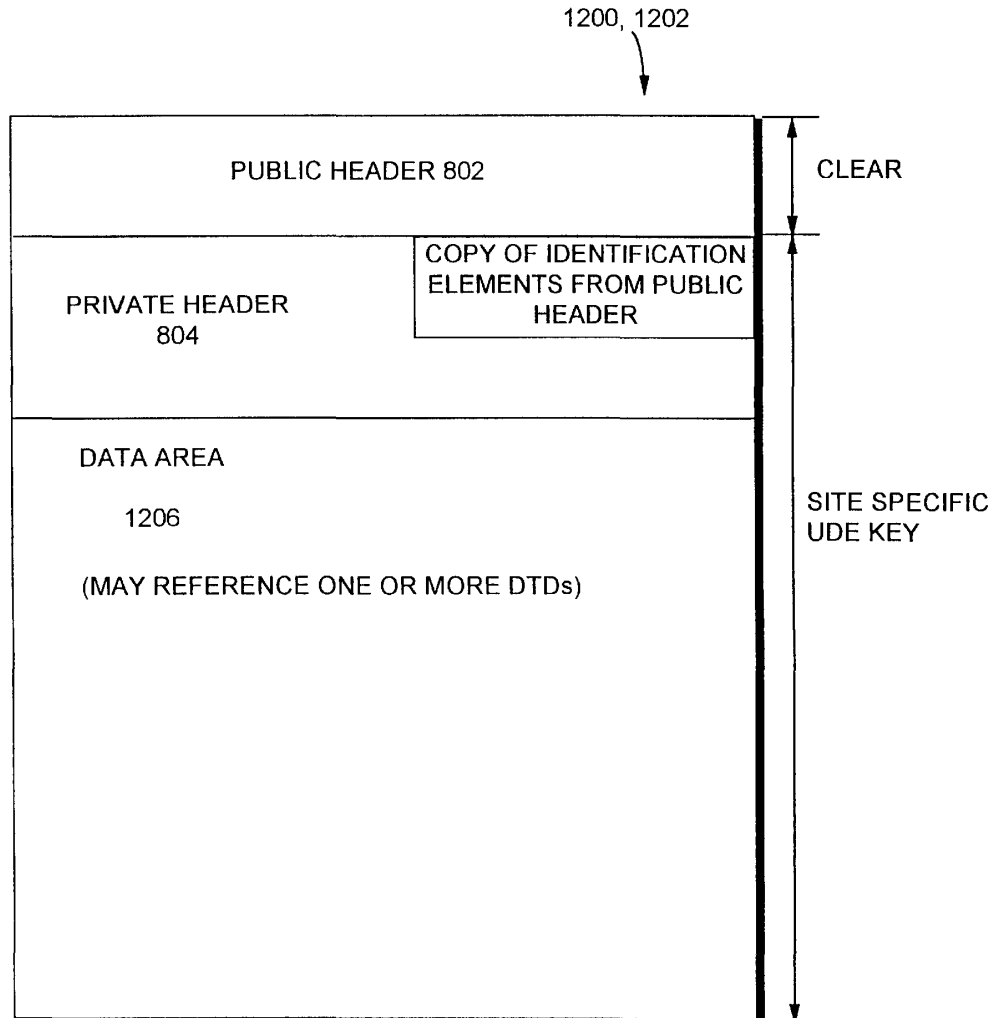 1200, 1202
PUBLIC HEADER 802
CLEAR
COPY OF IDENTIFICATION
ELEMENTS FROM PUBLIC
HEADER
PRIVATE HEADER
804
DATA AREA
1206
(MAY REFERENCE ONE OR MORE DTDs)
SITE SPECIFIC
UDE KEY